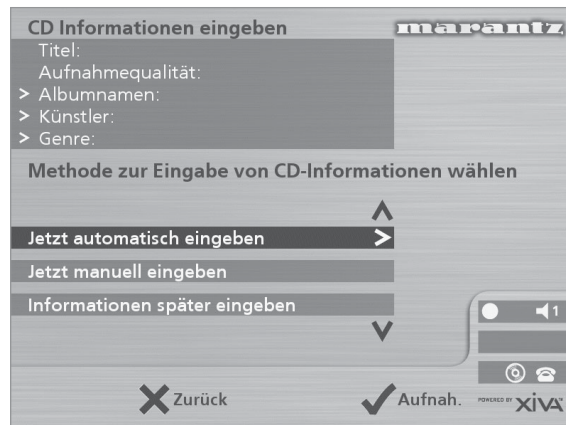 CD Informationen eingeben
marantz
Titel:
Aufnahmequalität:
> Albumnamen:
> Künstler:
> Genre:
Methode zur Eingabe von CD-Informationen wählen
Jetzt automatisch eingeben >
Jetzt manuell eingeben
Informationen später eingeben
1
Zurück
Aufnah.
POWERED BY XiVA™